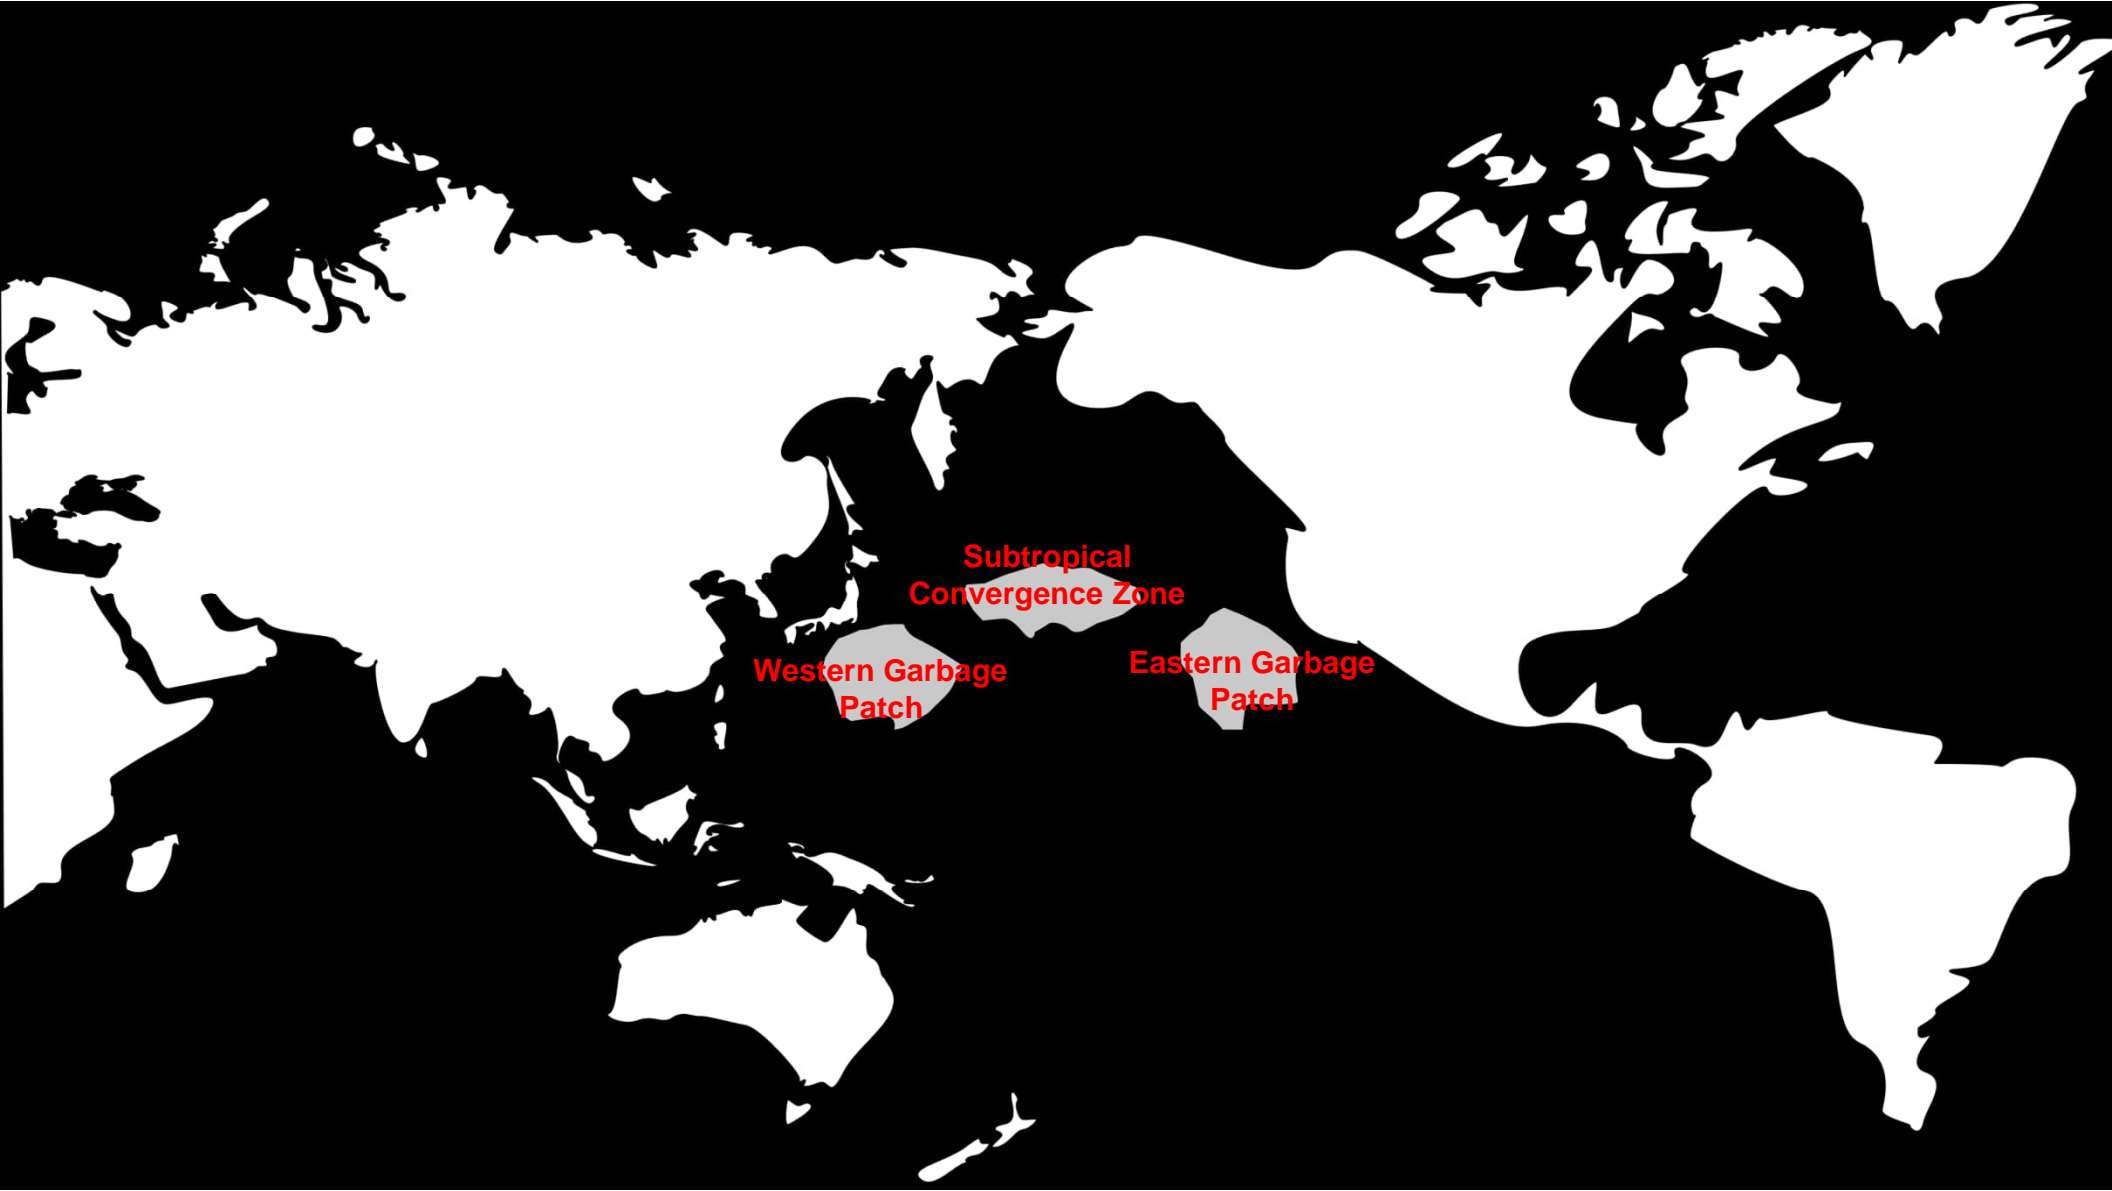 Subtropical
Convergence Zone
Western Garbage
Patch
Eastern Garbage
Patch